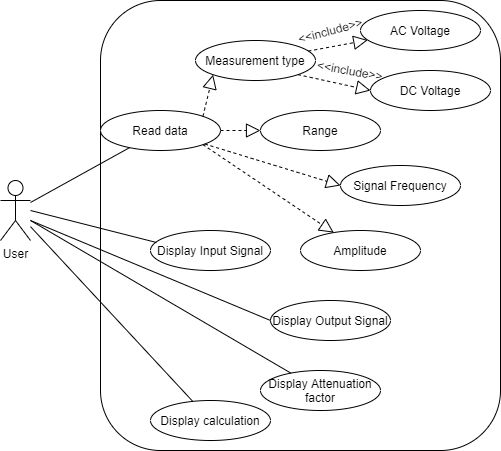 <<include>>
AC Voltage
Measurement type
<<include>>
DC Voltage
Read data
Range
Signal Frequency
User
Display Input Signal
Amplitude
Display Output Signal
Display Attenuation
factor
Display calculation